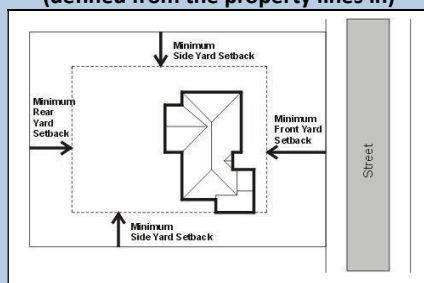 (defined from the property lines in)
Minimum
Side Yard Setback
Minimum
Rear
Yard
Setback
Minimum
Front Yard
Setback
Street
Minimum
Side Yard Setback